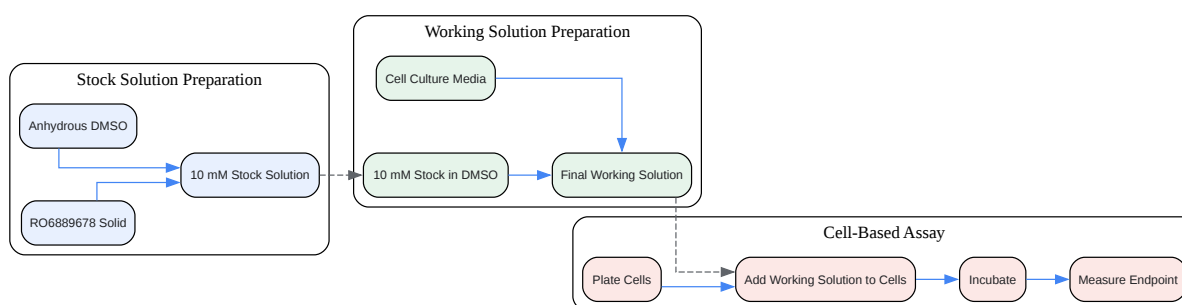 Stock Solution Preparation
Anhydrous DMSO
RO6889678 Solid
10 mM Stock Solution
Working Solution Preparation
Cell Culture Media
10 mM Stock in DMSO
Final Working Solution
Cell-Based Assay
Plate Cells
Add Working Solution to Cells
Incubate
Measure Endpoint